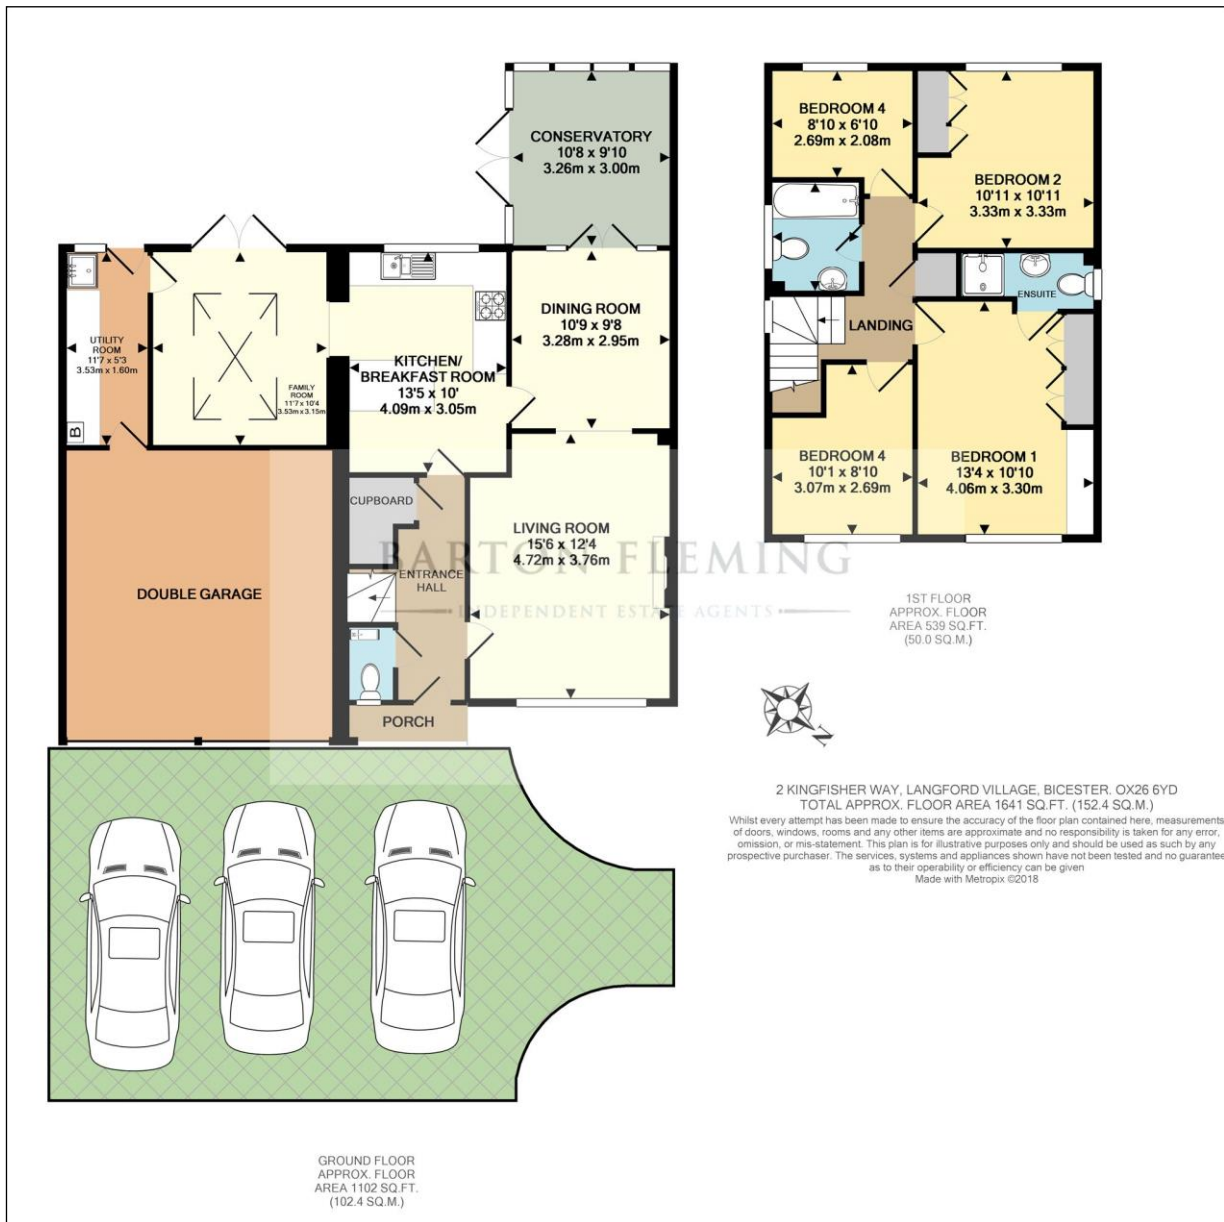 CONSERVATORY
10'8 x 9'10
3.26m x 3.00m
DINING ROOM
10'9 x 9'8
3.28m x 2.95m
UTILITY
ROOM
11'7 x 5'3
3.53m x 1.60m
FAMILY
ROOM
11'7 x 10'4
3.53m x 3.15m
KITCHEN/
BREAKFAST ROOM
13'5 x 10'
4.09m x 3.05m
B
CUPBOARD
LIVING ROOM
15'6 x 12'4
4.72m x 3.76m
ENTRANCE
HALL
DOUBLE GARAGE
PORCH
BARTON FLEMING
INDEPENDENT ESTATE AGENTS
GROUND FLOOR
APPROX. FLOOR
AREA 1102 SQ.FT.
(102.4 SQ.M.)
BEDROOM 4
8'10 x 6'10
2.69m x 2.08m
BEDROOM 2
10'11 x 10'11
3.33m x 3.33m
ENSUITE
LANDING
BEDROOM 4
10'1 x 8'10
3.07m x 2.69m
BEDROOM 1
13'4 x 10'10
4.06m x 3.30m
1ST FLOOR
APPROX. FLOOR
AREA 539 SQ.FT.
(50.0 SQ.M.)
N
2 KINGFISHER WAY, LANGFORD VILLAGE, BICESTER. OX26 6YD
TOTAL APPROX. FLOOR AREA 1641 SQ.FT. (152.4 SQ.M.)
Whilst every attempt has been made to ensure the accuracy of the floor plan contained here, measurements
of doors, windows, rooms and any other items are approximate and no responsibility is taken for any error,
omission, or mis-statement. This plan is for illustrative purposes only and should be used as such by any
prospective purchaser. The services, systems and appliances shown have not been tested and no guarantee
as to their operability or efficiency can be given
Made with Metropix ©2018